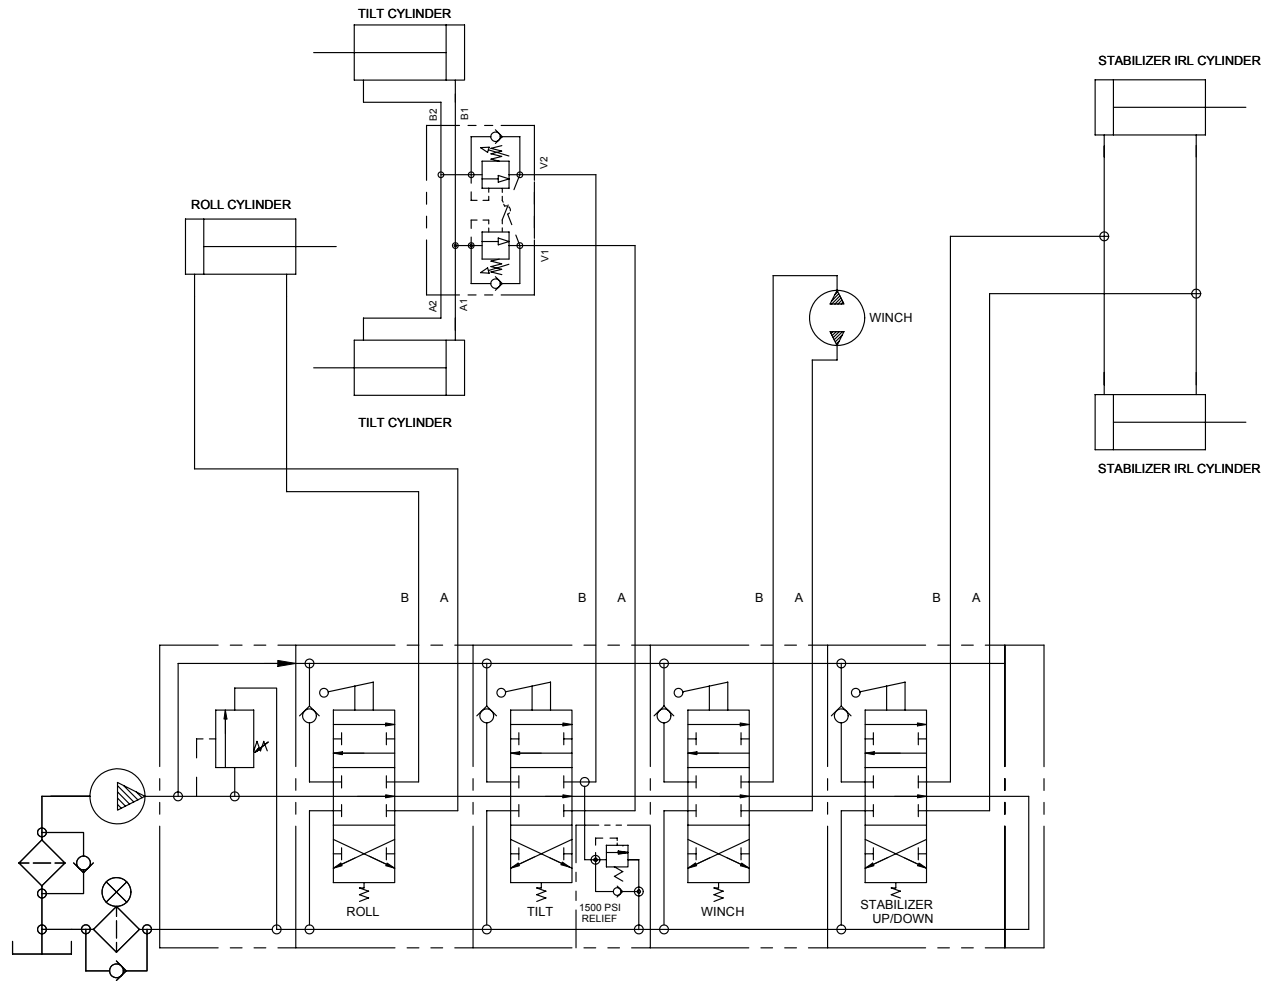 TILT CYLINDER
STABILIZER IRL CYLINDER
B2
B1
V2
ROLL CYLINDER
V1
A2
A1
WINCH
TILT CYLINDER
STABILIZER IRL CYLINDER
B A B A B A B A
ROLL
TILT
1500 PSI
RELIEF
WINCH
STABILIZER
UP/DOWN